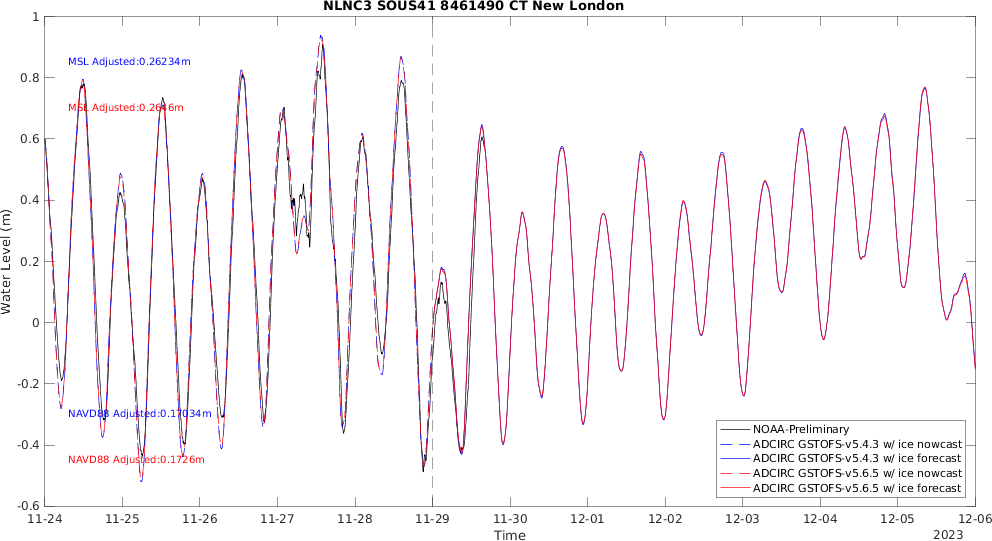 NLNC3 SOUS41 8461490 CT New London
Water Level (m)
1
0.8
0.6
0.4
0.2
0
-0.2
-0.4
-0.6
MSL Adjusted:0.26234m
MSL Adjusted:0.2646m
NAVD88 Adjusted:0.17034m
NAVD88 Adjusted:0.1726m
NOAA-Preliminary
ADCIRC GSTOFS-v5.4.3 w/ ice nowcast
ADCIRC GSTOFS-v5.4.3 w/ ice forecast
ADCIRC GSTOFS-v5.6.5 w/ ice nowcast
ADCIRC GSTOFS-v5.6.5 w/ ice forecast
11-24 11-25 11-26 11-27 11-28 11-29 11-30 12-01 12-02 12-03 12-04 12-05 12-06
Time
2023